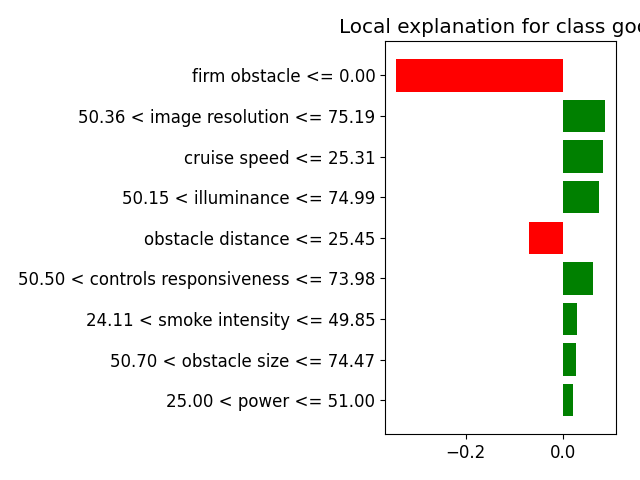 Local explanation for class goo
firm obstacle <= 0.00
50.36 < image resolution <= 75.19
cruise speed <= 25.31
50.15 < illuminance <= 74.99
obstacle distance <= 25.45
50.50 < controls responsiveness <= 73.98
24.11 < smoke intensity <= 49.85
50.70 < obstacle size <= 74.47
25.00 < power <= 51.00
−0.2 0.0